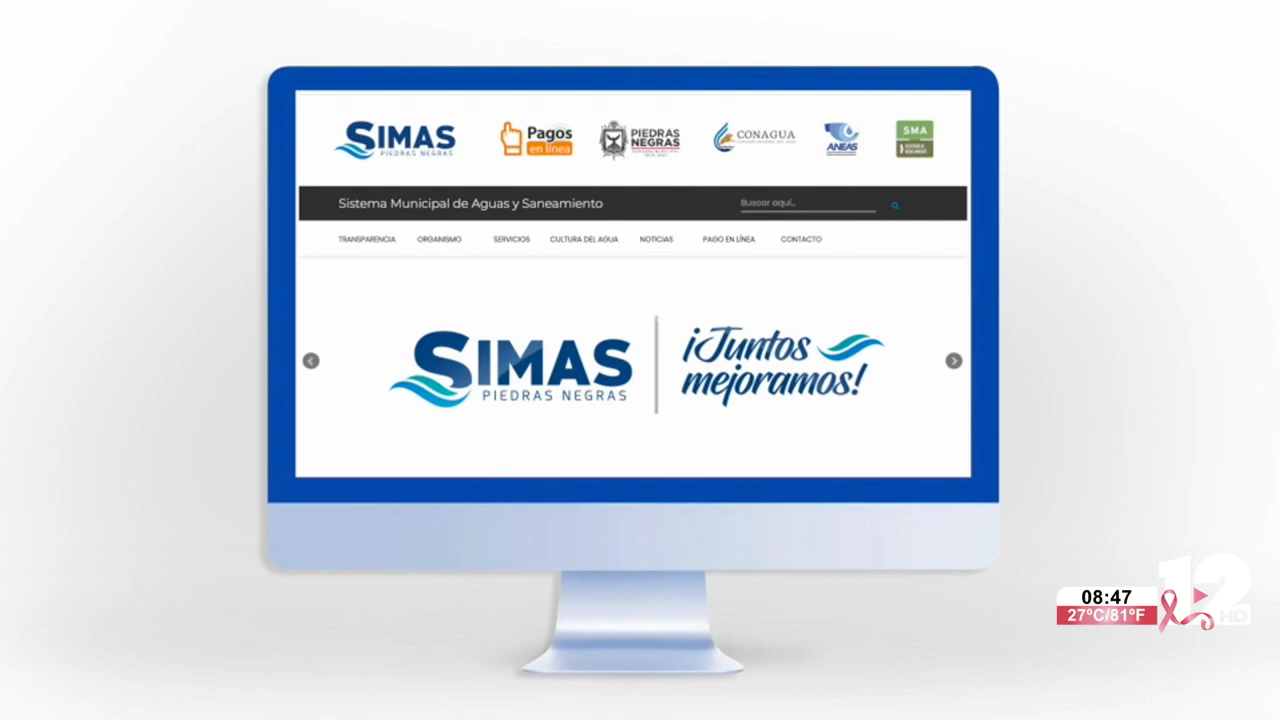 SIMAS
PIEDRAS NEGRAS
Pagos
en línea
PIEDRAS
NEGRAS
CONAGUA
ANEAS
SMA
Sistema Municipal de Aguas y Saneamiento
Buscar aquí...
TRANSPARENCIA ORGANISMO SERVICIOS CULTURA DEL AGUA NOTICIAS PAGO EN LÍNEA CONTACTO
SIMAS
PIEDRAS NEGRAS
¡Juntos
mejoramos!
08:47
27°C/81°F
12
HD